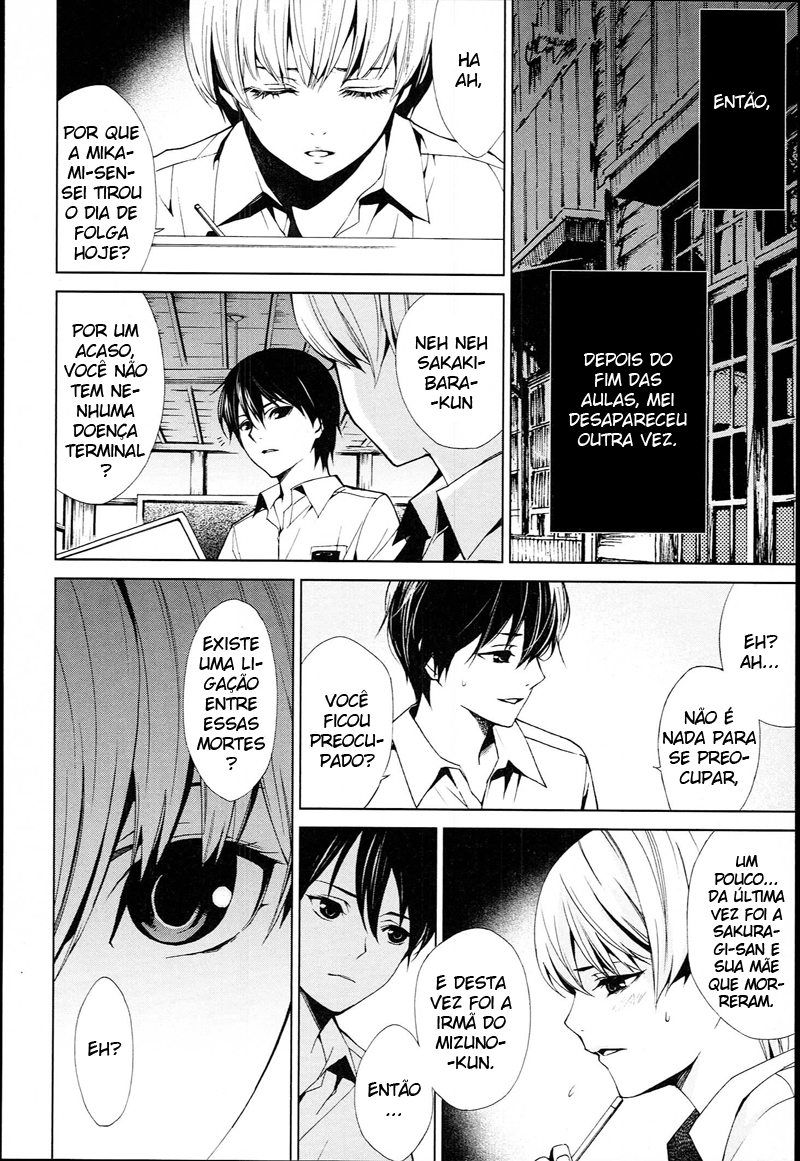 ENTÃO,
DEPOIS DO
FIM DAS
AULAS, MEI
DESAPARECEU
OUTRA VEZ.
HA
AH,
POR QUE
A MIKA-
MI-SEN-
SEI TIROU
O DIA DE
FOLGA
HOJE?
NEH NEH
SAKAKI-
BARA-
-KUN
POR UM
ACASO,
VOCÊ NÃO
TEM NE-
NHUMA
DOENÇA
TERMINAL
?
EH?
AH...
NÃO É
NADA PARA
SE PREO-
CUPAR,
VOCÊ
FICOU
PREOCU-
PADO?
UM
POUCO...
DA ÚLTIMA
VEZ FOI A
SAKURA-
GI-SAN E
SUA MÃE
QUE MOR-
RERAM.
E DESTA
VEZ FOI A
IRMÃ DO
MIZUNO-
-KUN.
ENTÃO
...
EXISTE
UMA LI-
GAÇÃO
ENTRE
ESSAS
MORTES
?
EH?